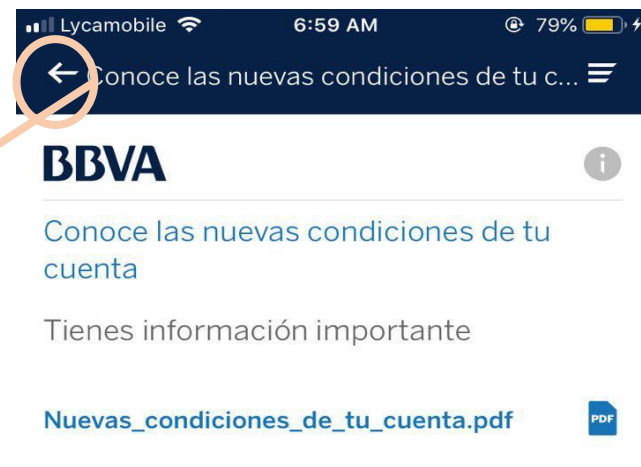 Lycamobile 6:59 AM 79%
Conoce las nuevas condiciones de tu c...
BBVA
Conoce las nuevas condiciones de tu
cuenta
Tienes información importante
Nuevas_condiciones_de_tu_cuenta.pdf PDF